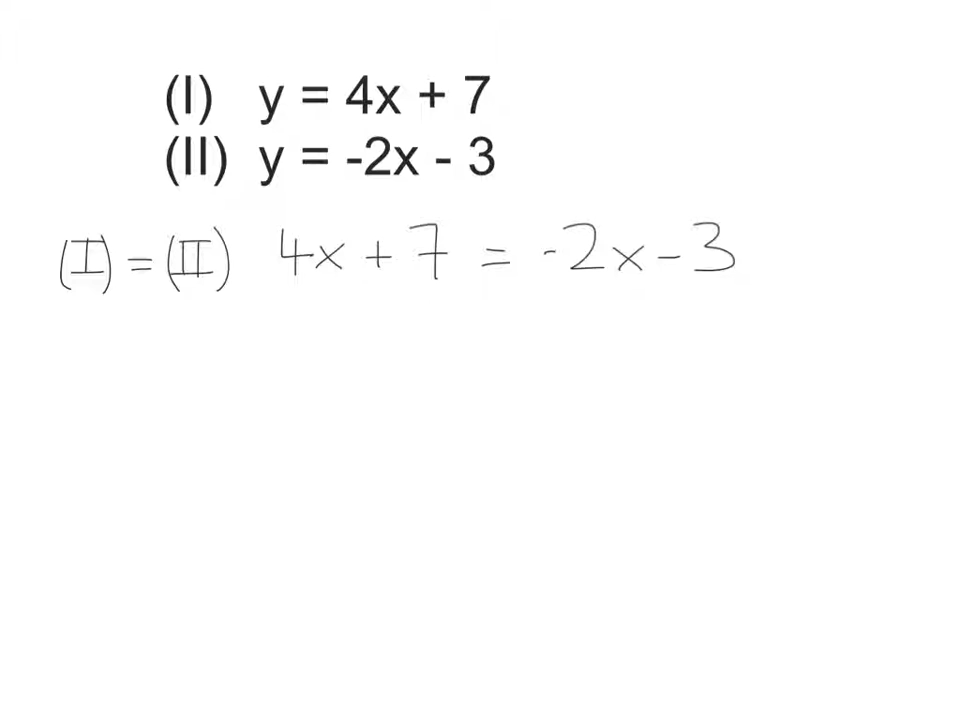 (I) y = 4x + 7
(II) y = -2x - 3
(I) = (II) 4x + 7 = -2x - 3